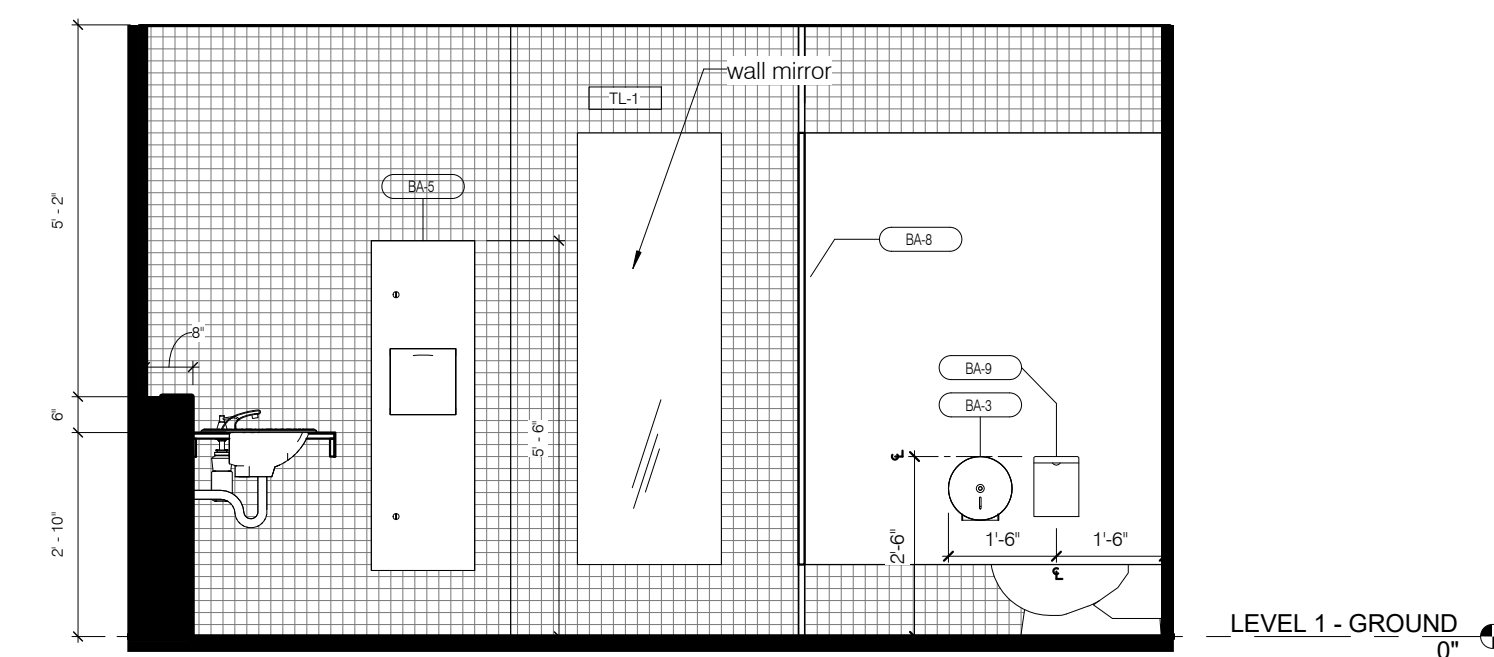 wall mirror
TL-1
BA-5
5' - 2"
BA-8
8"
BA-9
BA-3
6"
5' - 6"
2' - 10"
2'-6"
1'-6"
1'-6"
LEVEL 1 - GROUND
0"